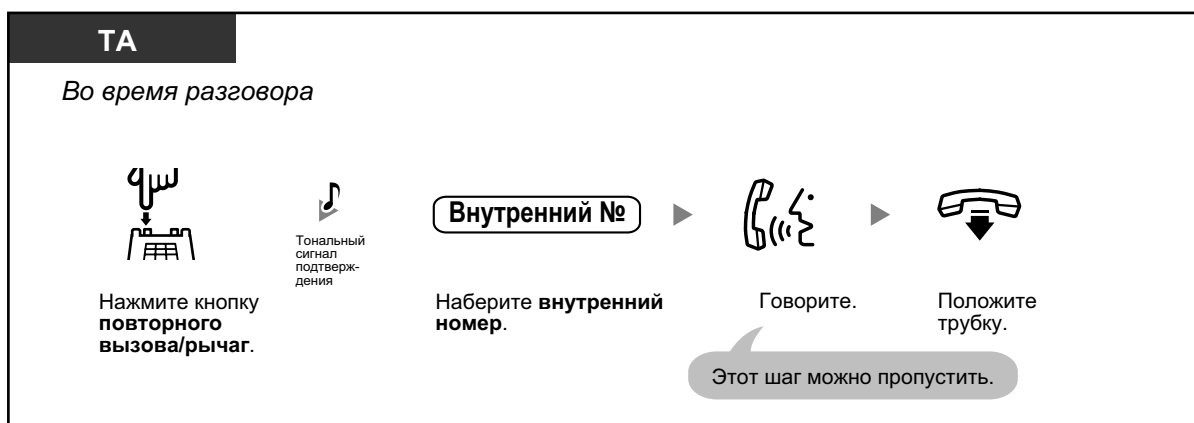 ТА
Во время разговора
Тональный
сигнал
подтверж-
дения
Внутренний №
Нажмите кнопку
повторного
вызова/рычаг.
Наберите внутренний
номер.
Говорите.
Положите
трубку.
Этот шаг можно пропустить.